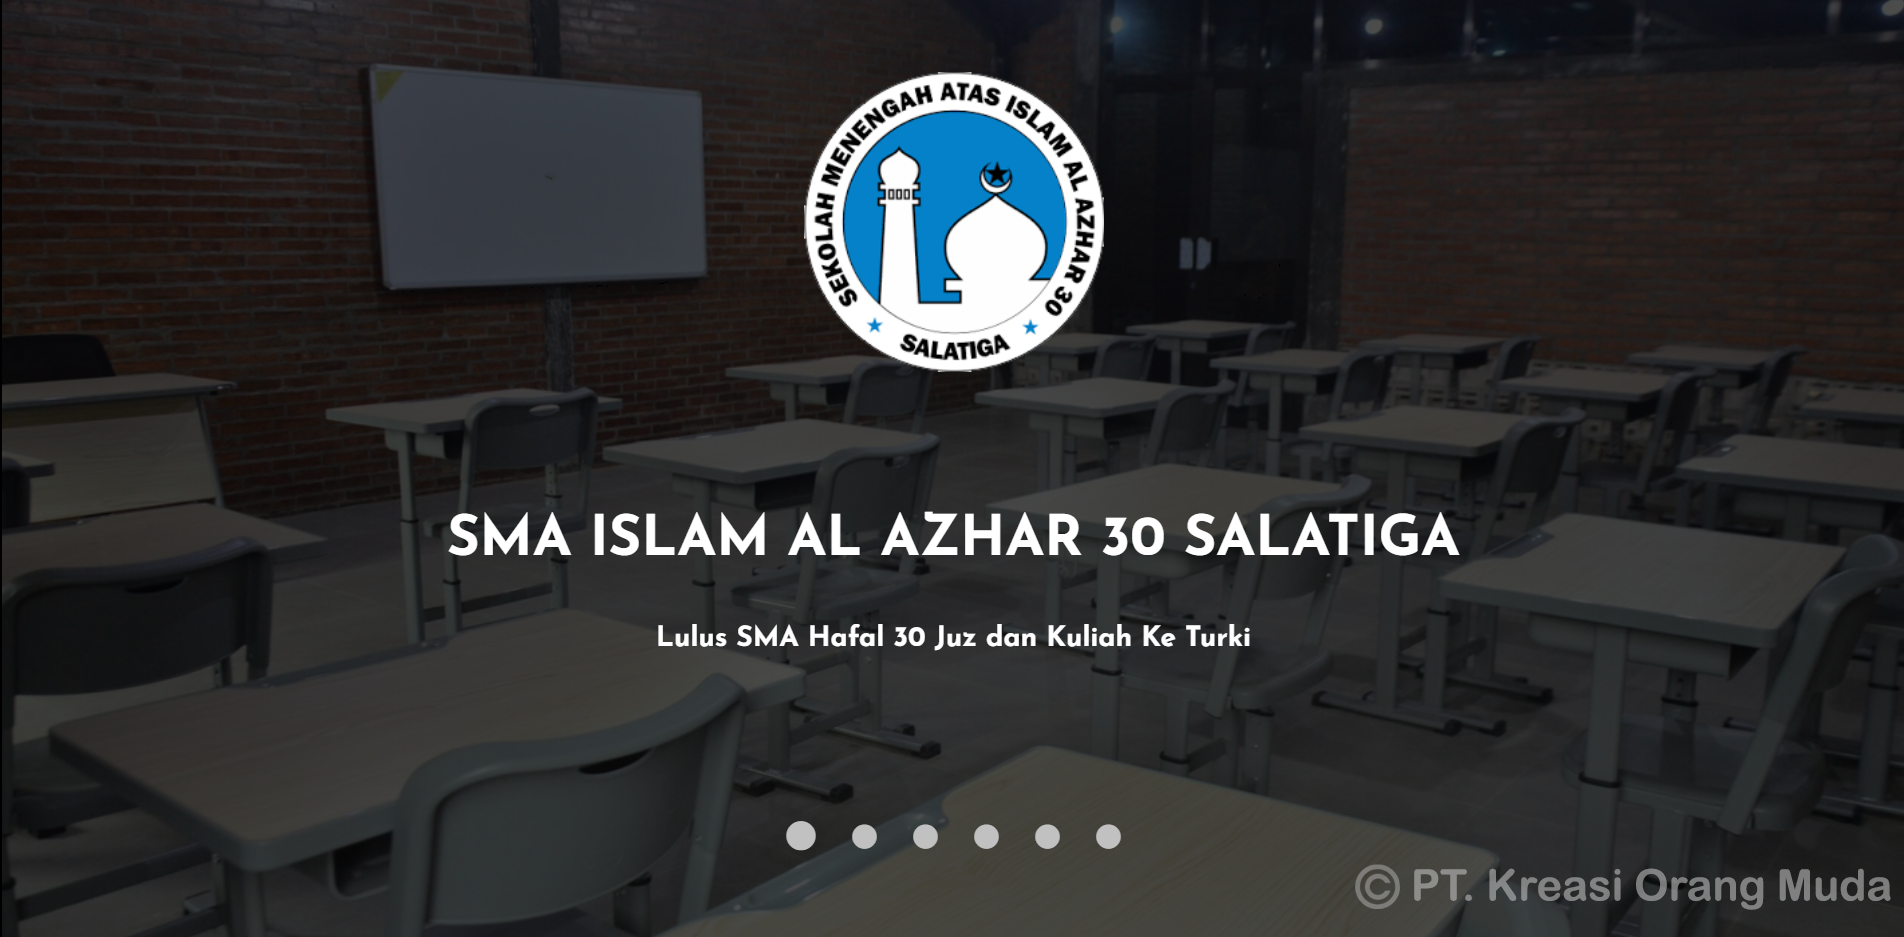 SEKOLAH MENENGAH ATAS ISLAM AL AZHAR 30
SALATIGA
SMA ISLAM AL AZHAR 30 SALATIGA
Lulus SMA Hafal 30 Juz dan Kuliah Ke Turki
© PT. Kreasi Orang Muda